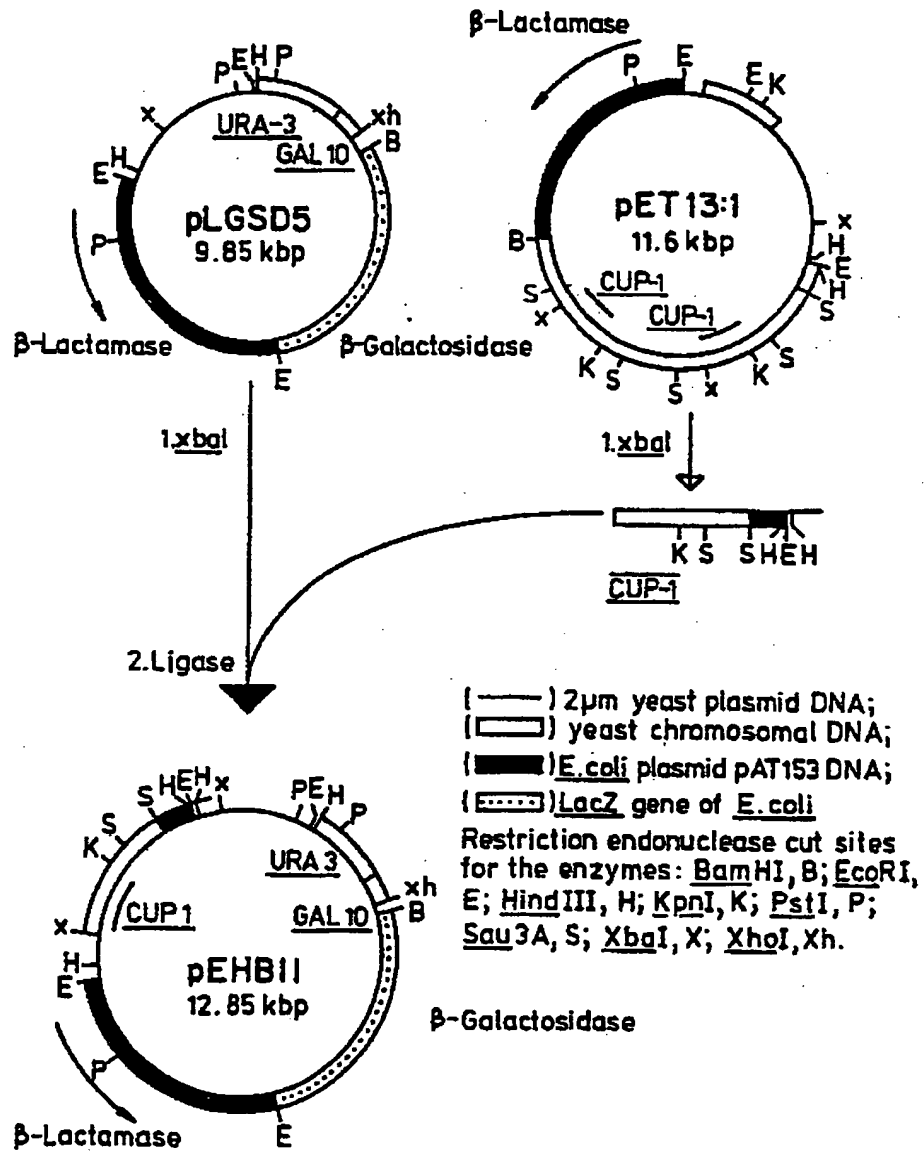 β-Lactamase
P E H P
x
xh
B
URA-3
GAL 10
H
E
pLGSD5
9.85 kbp
P
β-Lactamase
β-Galactosidase
E
P
E
E
K
pET13:1
11.6 kbp
x
H
E
H
S
B
S
x
CUP-1
CUP-1
K
S
S
x
K
S
1.xbaI
1.xbaI
K S S H E H
CUP-1
2.Ligase
(——) 2µm yeast plasmid DNA;
( ) yeast chromosomal DNA;
( ) E.coli plasmid pAT153 DNA;
( ) LacZ gene of E.coli
Restriction endonuclease cut sites
for the enzymes: BamHI, B; EcoRI,
E; HindIII, H; KpnI, K; PstI, P;
Sau3A, S; XbaI, X; XhoI, Xh.
S H E H x
P E H P
S
K
URA 3
xh
B
CUP 1
GAL 10
x
H
E
pEHB11
12.85 kbp
β-Galactosidase
P
β-Lactamase
E